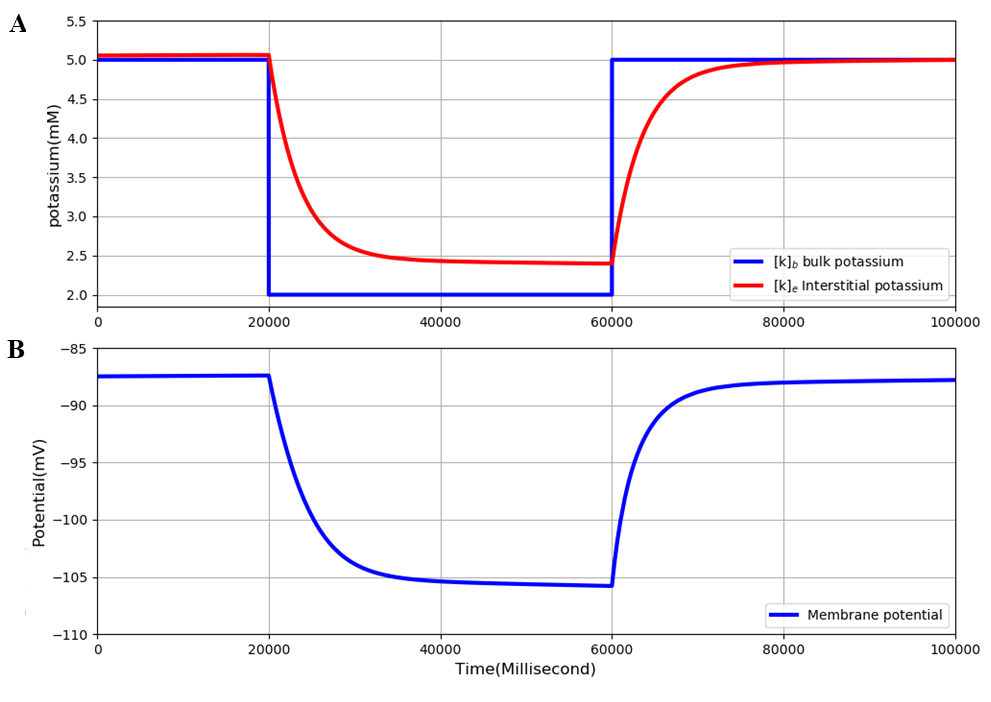 A
5.5
5.0
4.5
4.0
3.5
3.0
2.5
2.0
potassium(mM)
[k]b bulk potassium
[k]e Interstitial potassium
0 20000 40000 60000 80000 100000
B
−85
−90
−95
−100
−105
−110
Potential(mV)
Membrane potential
0 20000 40000 60000 80000 100000
Time(Millisecond)